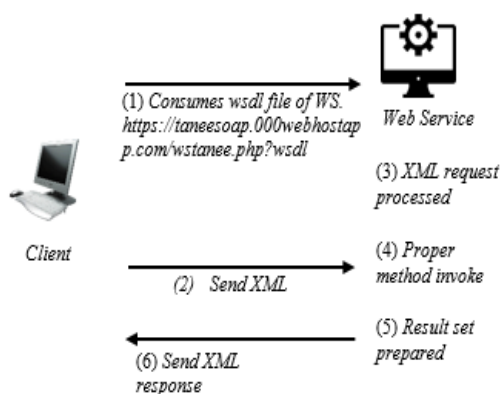 (1) Consumes wsdl file of WS.
https://taneesoap.000webhostap
p.com/wstanee.php?wsdl
Web Service
(3) XML request
processed
Client
(2) Send XML
(4) Proper
method invoke
(5) Result set
prepared
(6) Send XML
response